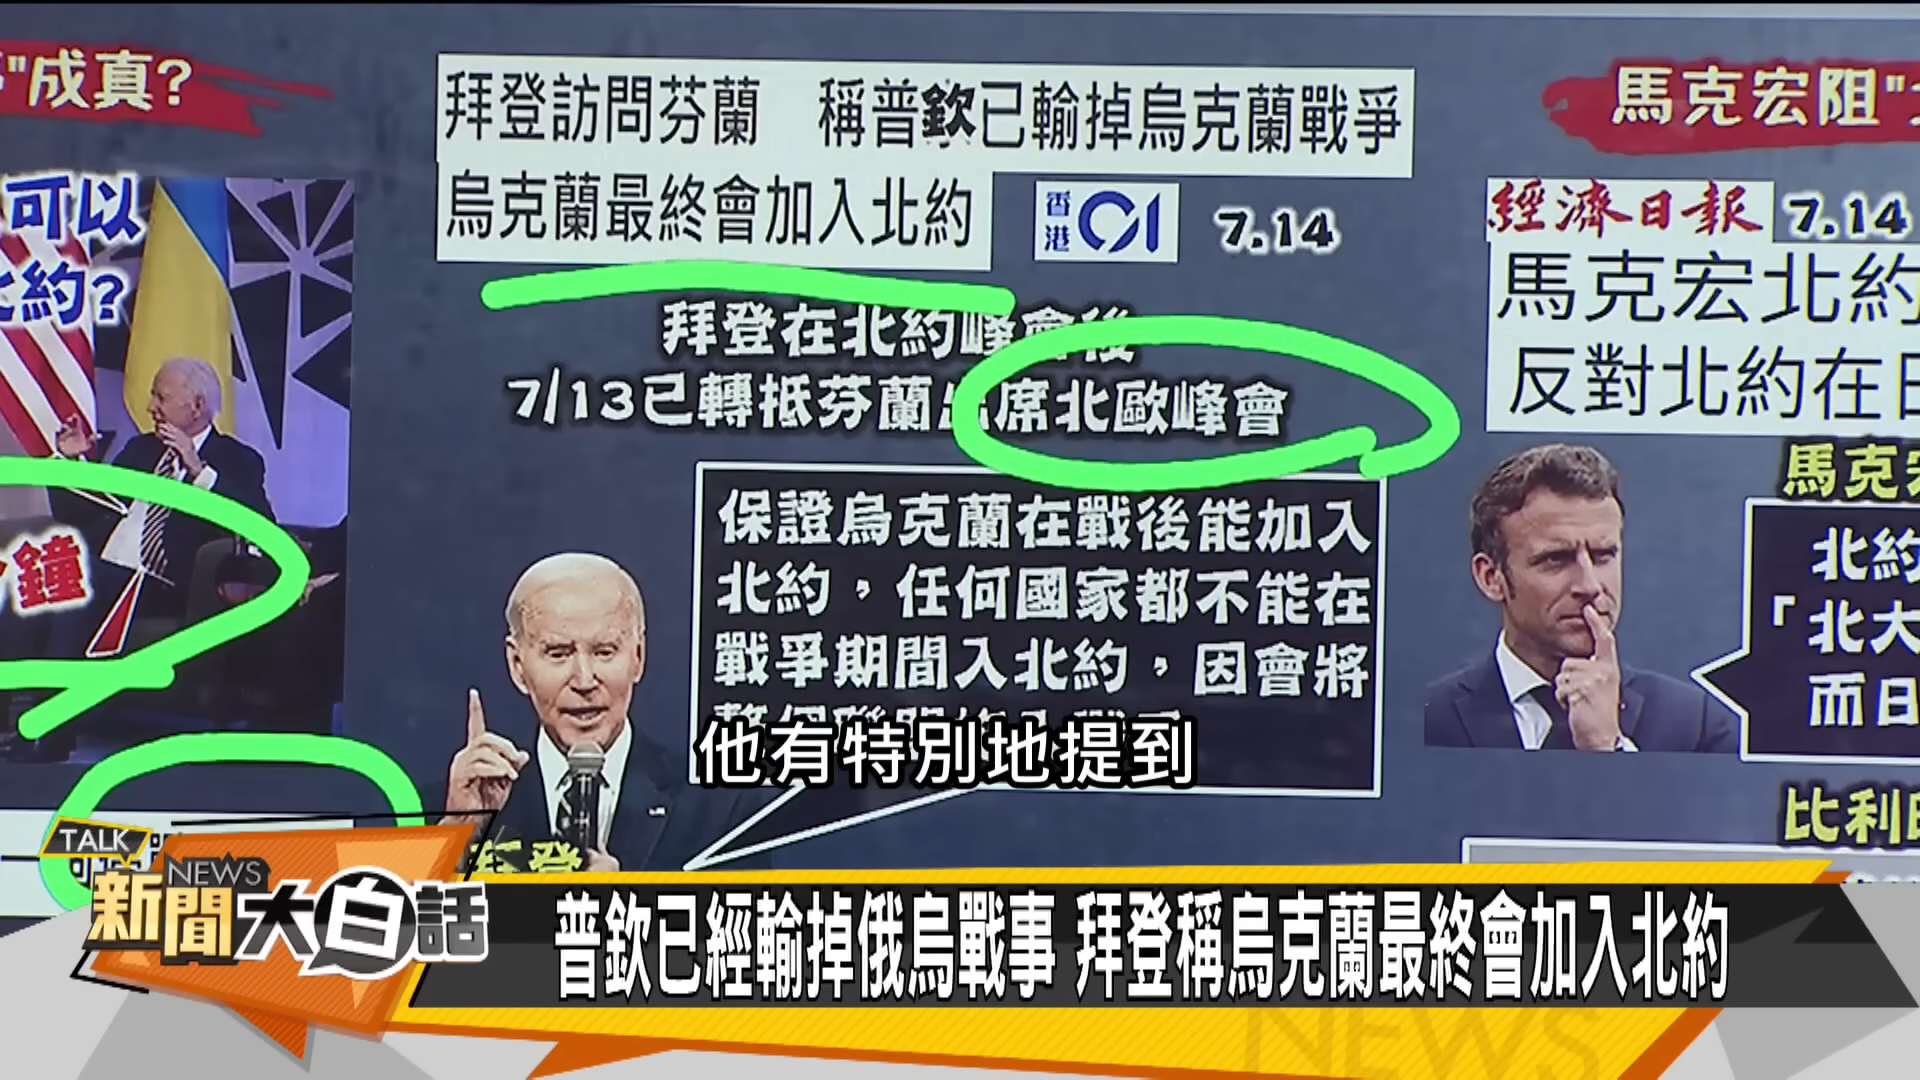 "成真?
可以
約?
鐘
拜登訪問芬蘭 稱普欽已輸掉烏克蘭戰爭
烏克蘭最終會加入北約
香港01 7.14
拜登在北約峰會後
7/13已轉抵芬蘭出席北歐峰會
保證烏克蘭在戰後能加入
北約，任何國家都不能在
戰爭期間入北約，因會將
拜登
馬克宏阻"
經濟日報 7.14
馬克宏北約
反對北約在日
馬克宏
北約
「北大
而日
比利時
他有特別地提到
TALK
NEWS
新聞大白話
普欽已經輸掉俄烏戰事 拜登稱烏克蘭最終會加入北約
NEWS